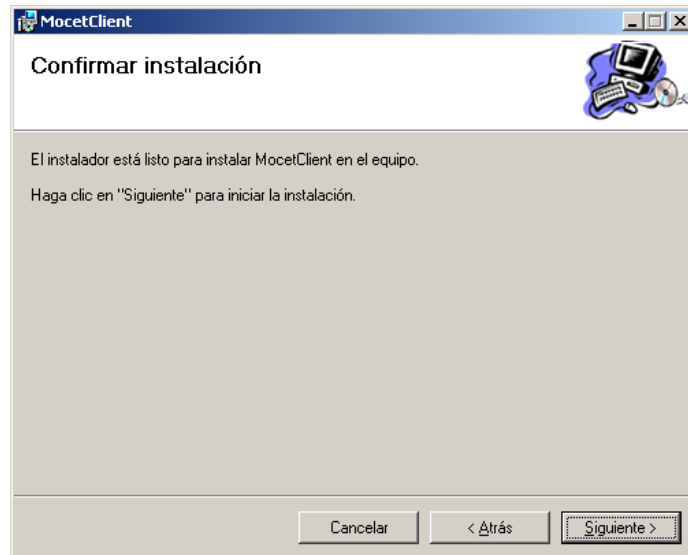 MocetClient
Confirmar instalación
El instalador está listo para instalar MocetClient en el equipo.
Haga clic en "Siguiente" para iniciar la instalación.
Cancelar
< Atrás
Siguiente >